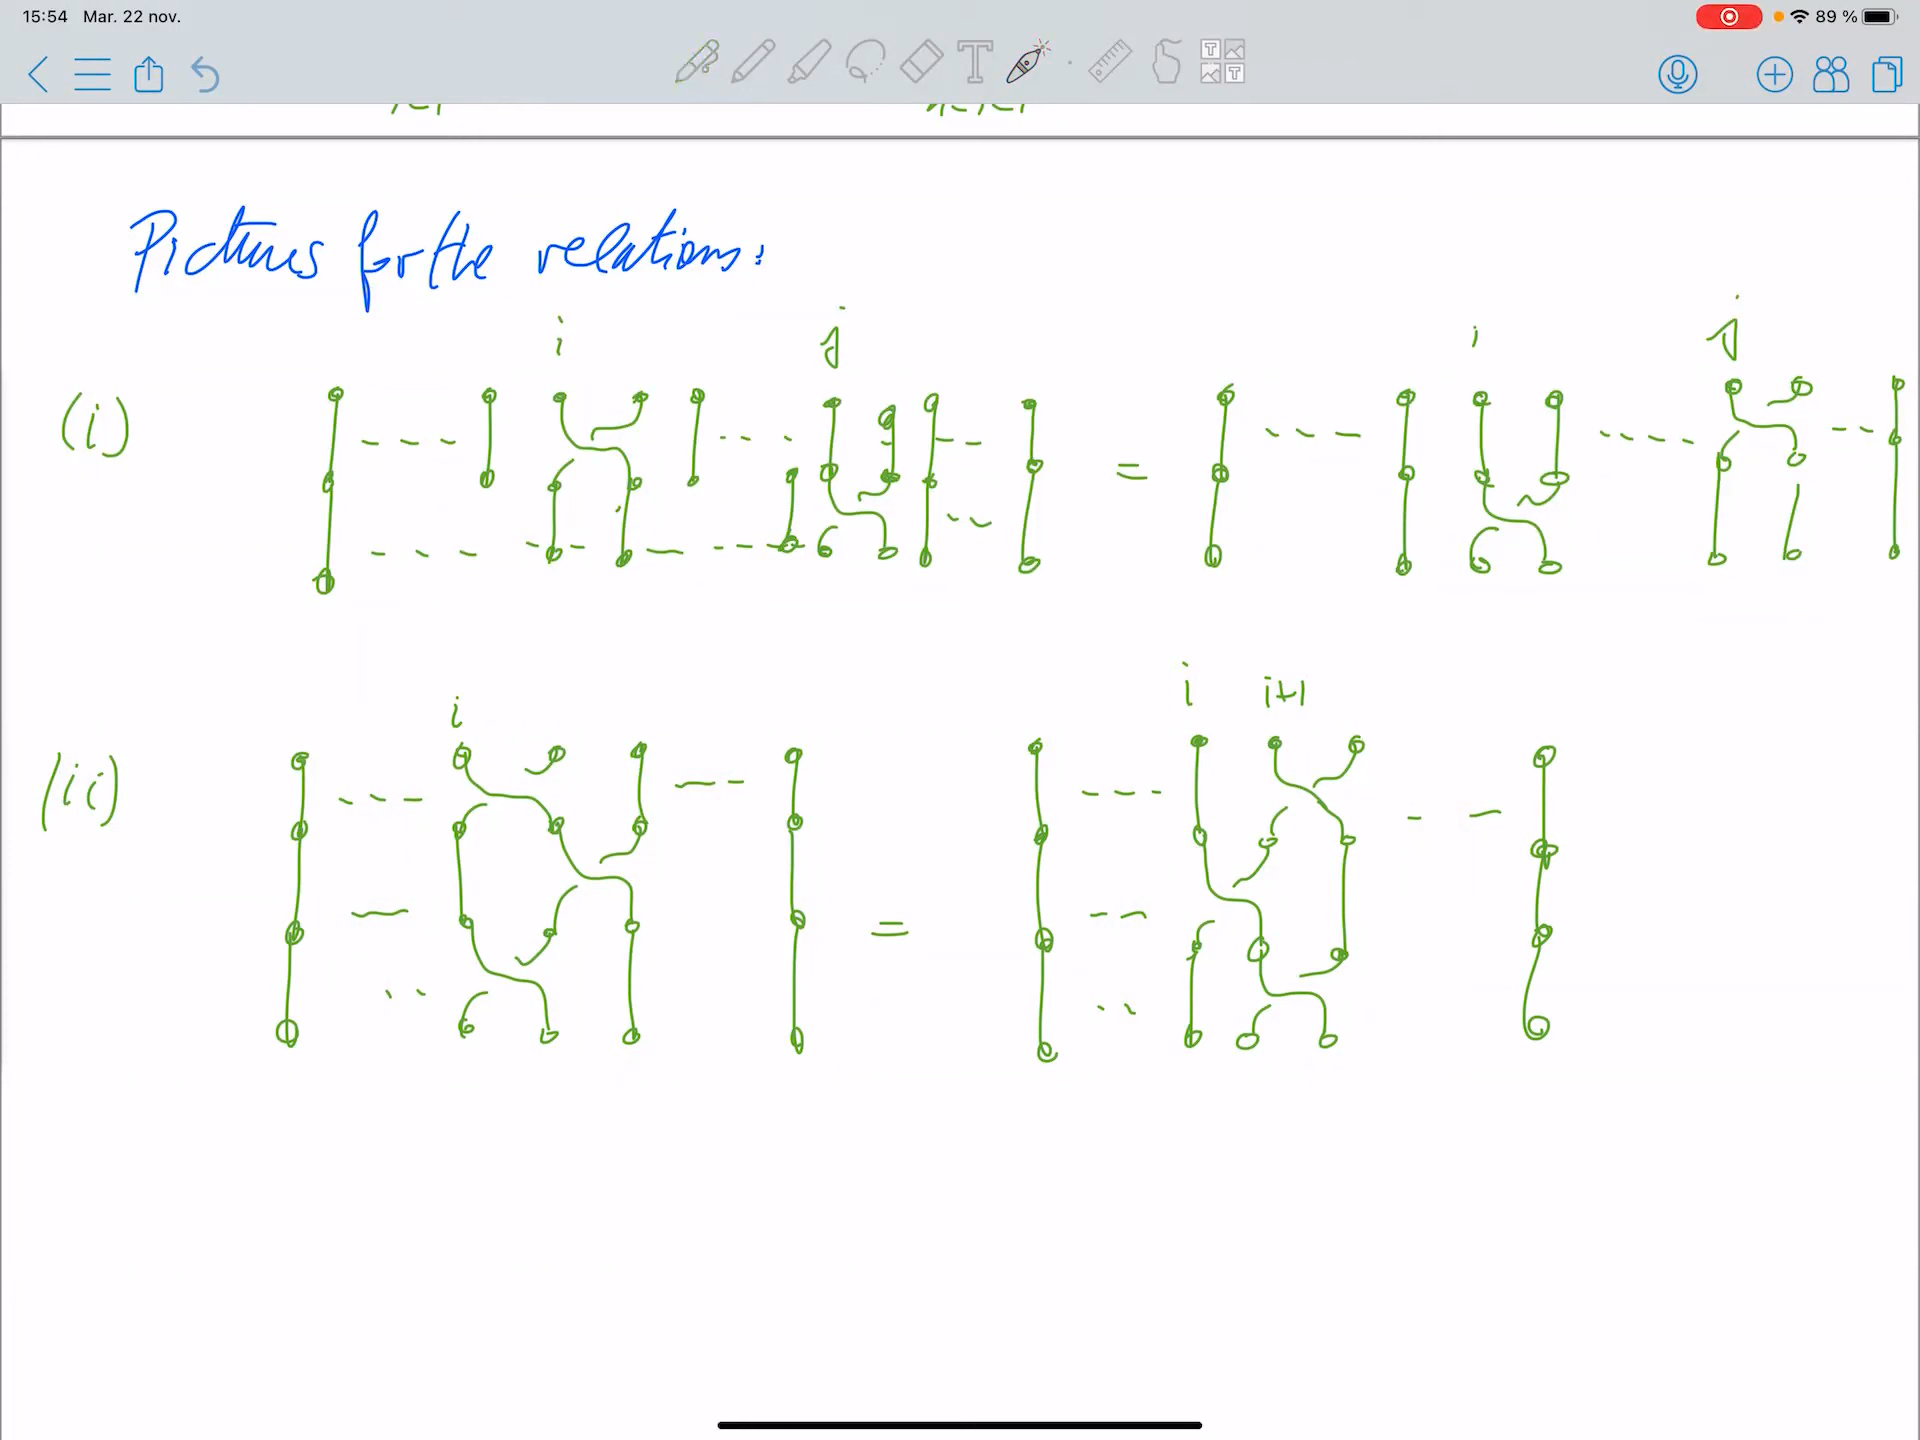 15:54 Mar. 22 nov. 89 %
Pictures for the relations:
i j i j
(i) =
i i i+1
(ii) =